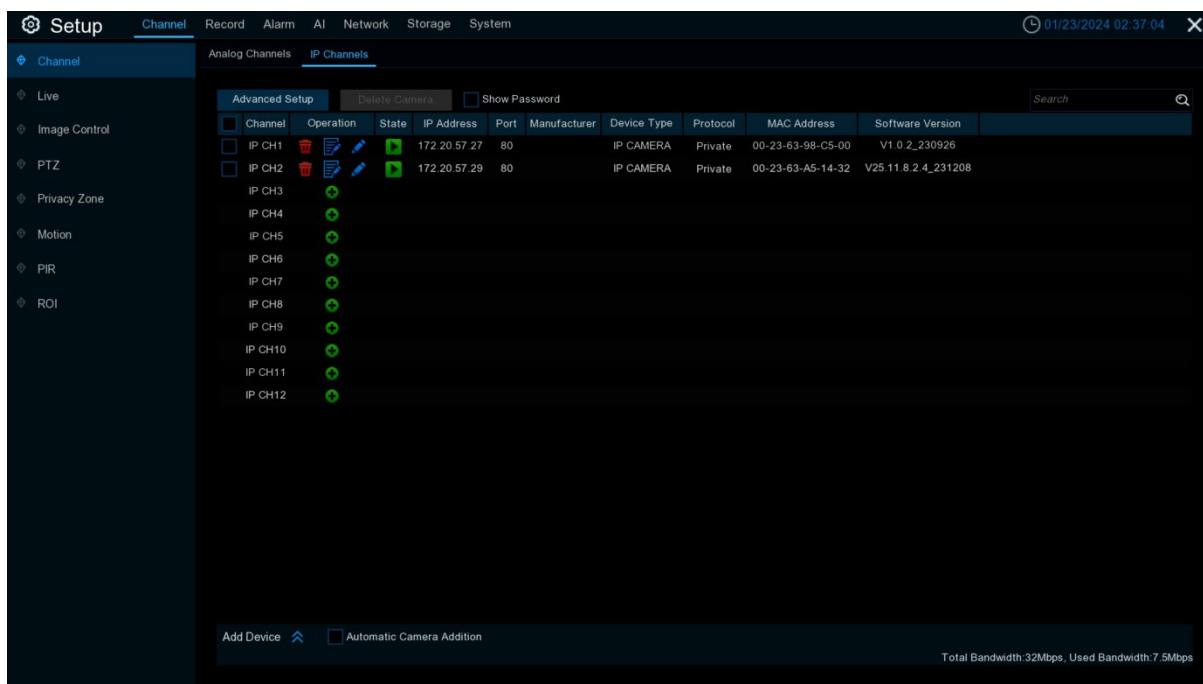 Setup Channel Record Alarm AI Network Storage System 01/23/2024 02:37:04
Channel
Live
Image Control
PTZ
Privacy Zone
Motion
PIR
ROI
Analog Channels IP Channels
Advanced Setup Delete Camera Show Password Search
Channel Operation State IP Address Port Manufacturer Device Type Protocol MAC Address Software Version
IP CH1 172.20.57.27 80 IP CAMERA Private 00-23-63-98-C5-00 V1.0.2_230926
IP CH2 172.20.57.29 80 IP CAMERA Private 00-23-63-A5-14-32 V25.11.8.2.4_231208
IP CH3
IP CH4
IP CH5
IP CH6
IP CH7
IP CH8
IP CH9
IP CH10
IP CH11
IP CH12
Add Device Automatic Camera Addition
Total Bandwidth:32Mbps, Used Bandwidth:7.5Mbps